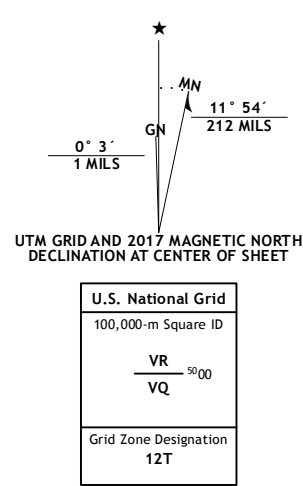 ★
MN
11° 54´
212 MILS
GN
0° 3´
1 MILS
UTM GRID AND 2017 MAGNETIC NORTH
DECLINATION AT CENTER OF SHEET
U.S. National Grid
100,000-m Square ID
VR
5000
VQ
Grid Zone Designation
12T